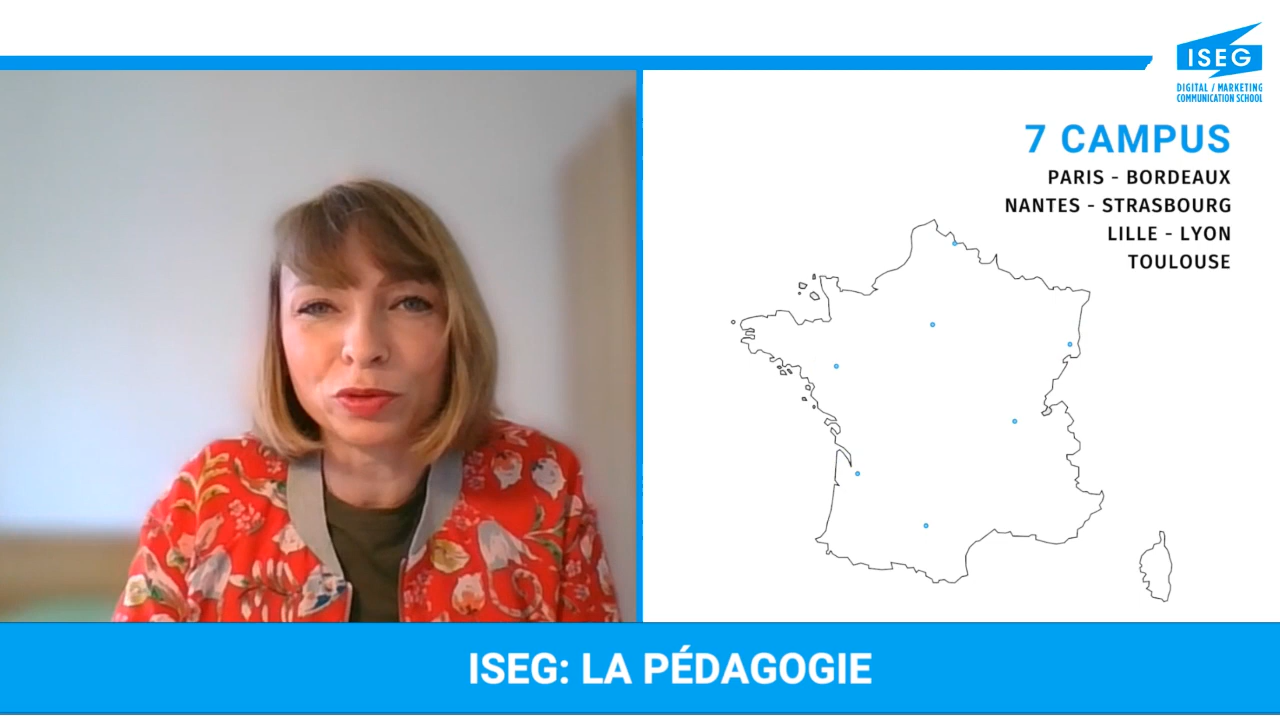 ISEG
DIGITAL / MARKETING
COMMUNICATION SCHOOL
7 CAMPUS
PARIS - BORDEAUX
NANTES - STRASBOURG
LILLE - LYON
TOULOUSE
ISEG: LA PÉDAGOGIE